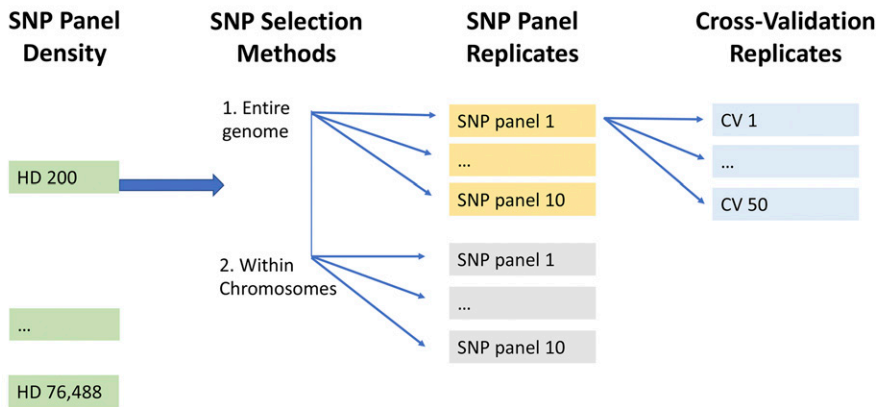 SNP Panel
Density
SNP Selection
Methods
SNP Panel
Replicates
Cross-Validation
Replicates
HD 200
...
HD 76,488
1. Entire
genome
2. Within
Chromosomes
SNP panel 1
...
SNP panel 10
SNP panel 1
...
SNP panel 10
CV 1
...
CV 50